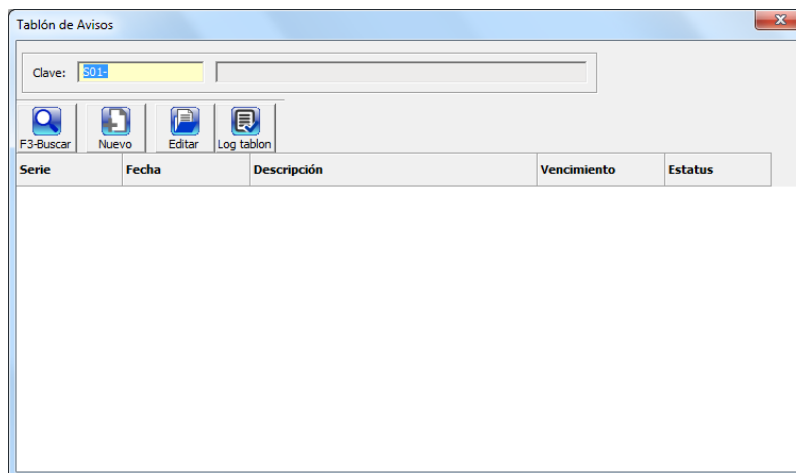 Tablón de Avisos
Clave: S01-
F3-Buscar Nuevo Editar Log tablon
Serie Fecha Descripción Vencimiento Estatus